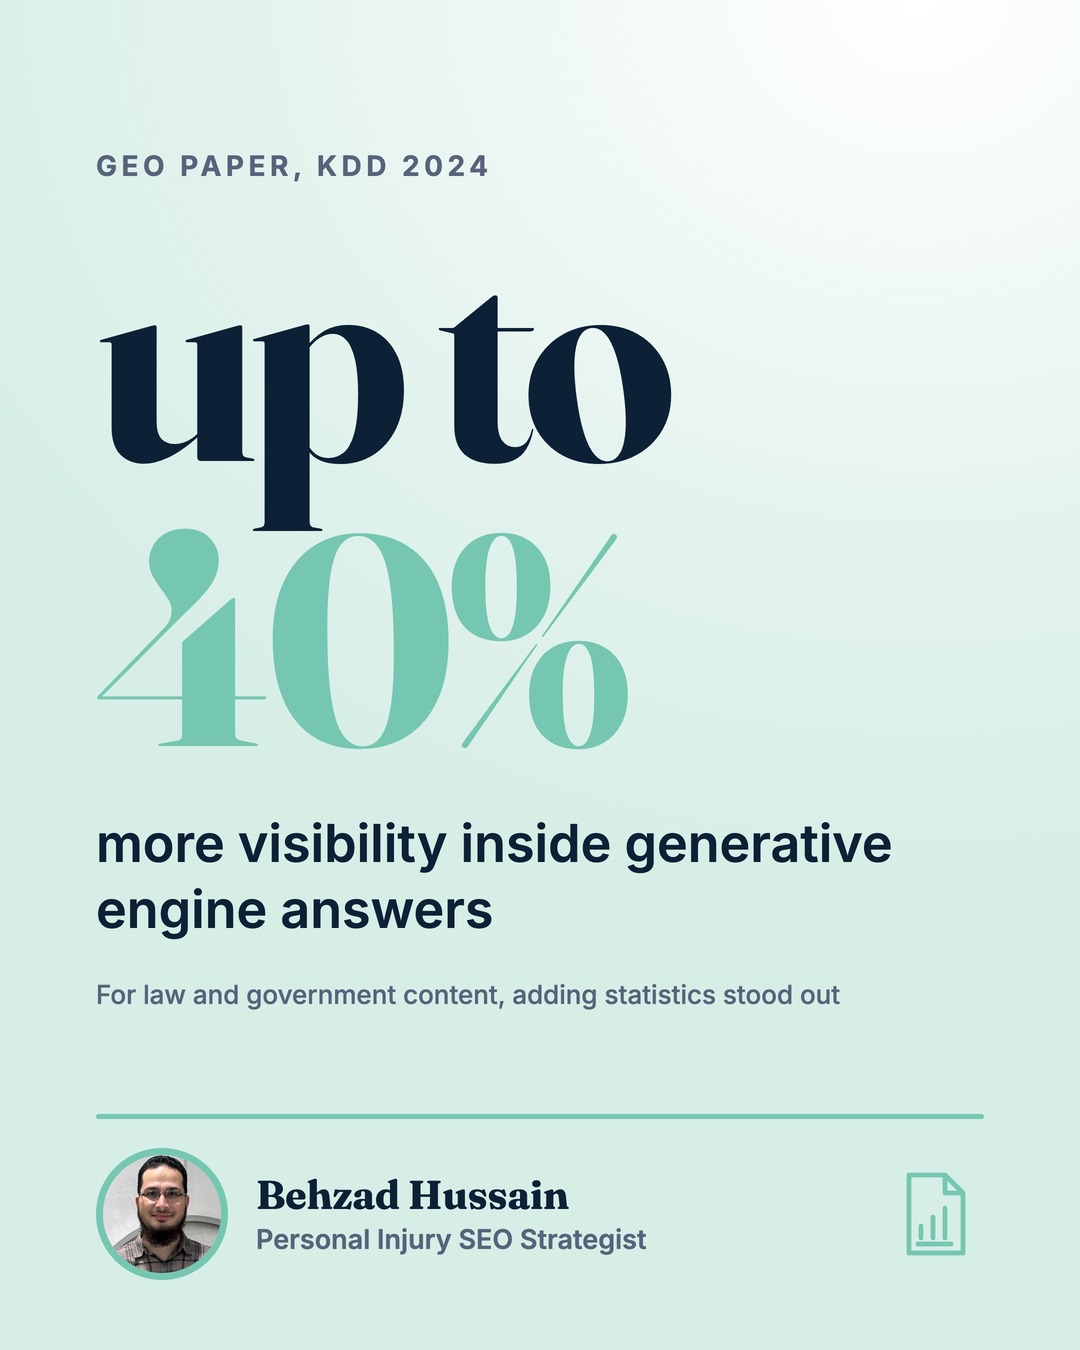 GEO PAPER, KDD 2024
up to
40%
more visibility inside generative
engine answers
For law and government content, adding statistics stood out
Behzad Hussain
Personal Injury SEO Strategist